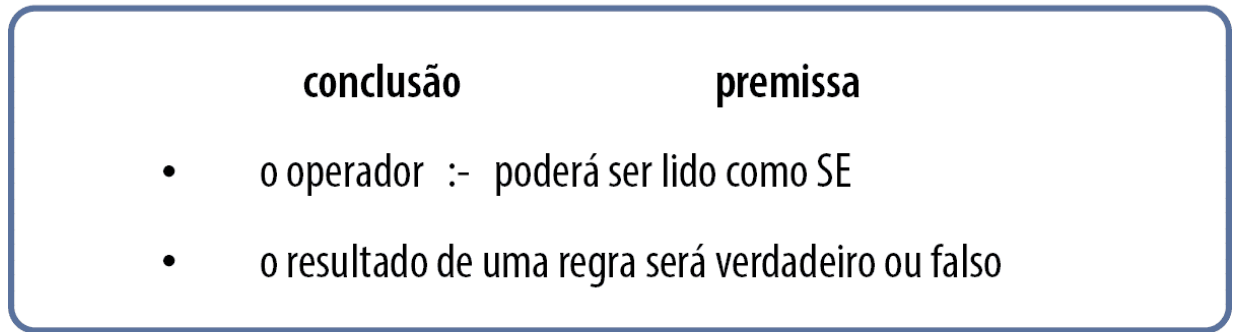 conclusão premissa
• o operador :- poderá ser lido como SE
• o resultado de uma regra será verdadeiro ou falso